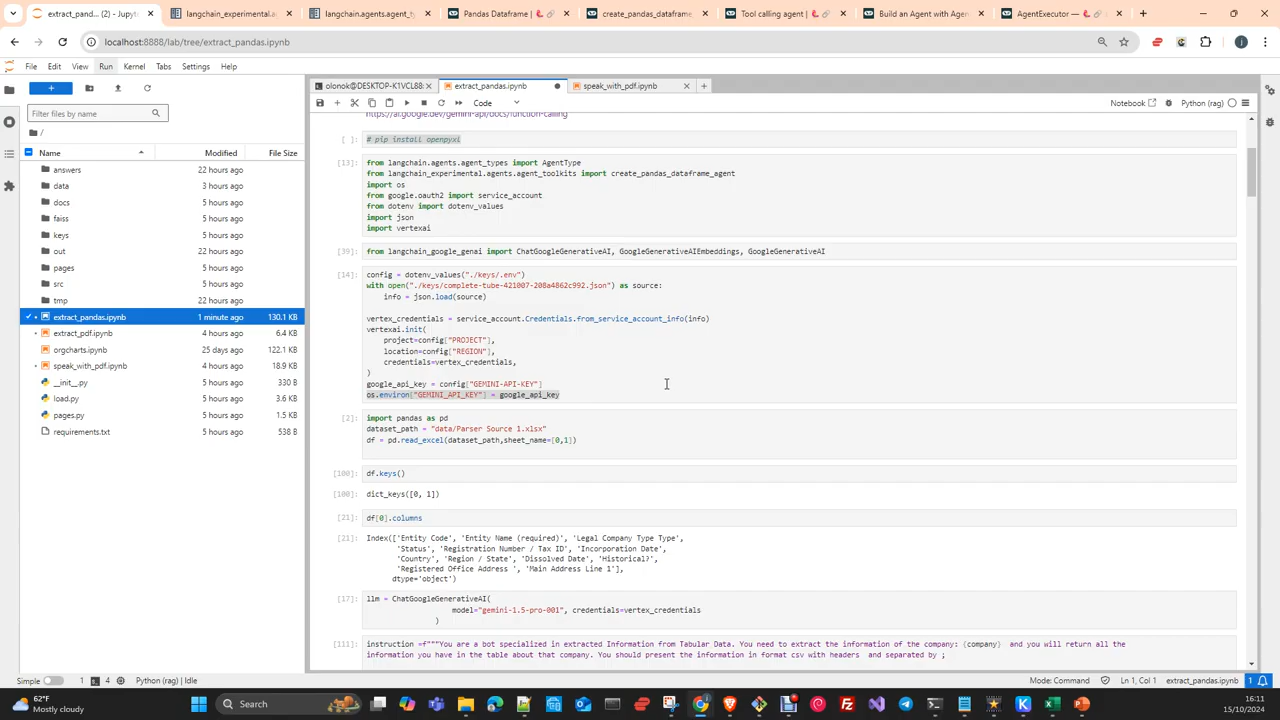 extract_pand... (2) - Jupyt
langchain_experimental.a
langchain.agents.agent_t
Pandas Dataframe |
create_pandas_dataframe_
Tool calling agent |
Build an Agent with Agen
AgentExecutor —
localhost:8888/lab/tree/extract_pandas.ipynb
File Edit View Run Kernel Tabs Settings Help
Filter files by name
/
Name Modified File Size
answers 22 hours ago
data 3 hours ago
docs 5 hours ago
faiss 5 hours ago
keys 5 hours ago
out 22 hours ago
pages 5 hours ago
src 5 hours ago
tmp 22 hours ago
extract_pandas.ipynb 1 minute ago 130.1 KB
extract_pdf.ipynb 4 hours ago 6.4 KB
orgcharts.ipynb 25 days ago 122.1 KB
speak_with_pdf.ipynb 4 hours ago 18.9 KB
__init__.py 5 hours ago 330 B
load.py 5 hours ago 3.6 KB
pages.py 5 hours ago 1.5 KB
requirements.txt 5 hours ago 538 B
olonok@DESKTOP-K1VCL88:
extract_pandas.ipynb
speak_with_pdf.ipynb
Code
Notebook
Python (rag)
https://ai.google.dev/gemini-api/docs/function-calling
[ ]: # pip install openpyxl
[13]: from langchain.agents.agent_types import AgentType
from langchain_experimental.agents.agent_toolkits import create_pandas_dataframe_agent
import os
from google.oauth2 import service_account
from dotenv import dotenv_values
import json
import vertexai
[39]: from langchain_google_genai import ChatGoogleGenerativeAI, GoogleGenerativeAIEmbeddings, GoogleGenerativeAI
[14]: config = dotenv_values("./keys/.env")
with open("./keys/complete-tube-421007-208a4862c992.json") as source:
info = json.load(source)
vertex_credentials = service_account.Credentials.from_service_account_info(info)
vertexai.init(
project=config["PROJECT"],
location=config["REGION"],
credentials=vertex_credentials,
)
google_api_key = config["GEMINI-API-KEY"]
os.environ["GEMINI_API_KEY"] = google_api_key
[2]: import pandas as pd
dataset_path = "data/Parser Source 1.xlsx"
df = pd.read_excel(dataset_path,sheet_name=[0,1])
[100]: df.keys()
[100]: dict_keys([0, 1])
[21]: df[0].columns
[21]: Index(['Entity Code', 'Entity Name (required)', 'Legal Company Type Type',
'Status', 'Registration Number / Tax ID', 'Incorporation Date',
'Country', 'Region / State', 'Dissolved Date', 'Historical?',
'Registered Office Address ', 'Main Address Line 1'],
dtype='object')
[17]: llm = ChatGoogleGenerativeAI(
model="gemini-1.5-pro-001", credentials=vertex_credentials
)
[111]: instruction =f"""You are a bot specialized in extracted Information from Tabular Data. You need to extract the information of the company: {company} and you will return all the
information you have in the table about that company. You should present the information in format csv with headers and separated by ;
Simple 1 4 Python (rag) | Idle
Mode: Command Ln 1, Col 1 extract_pandas.ipynb 1
62°F
Mostly cloudy
Search
16:11
15/10/2024